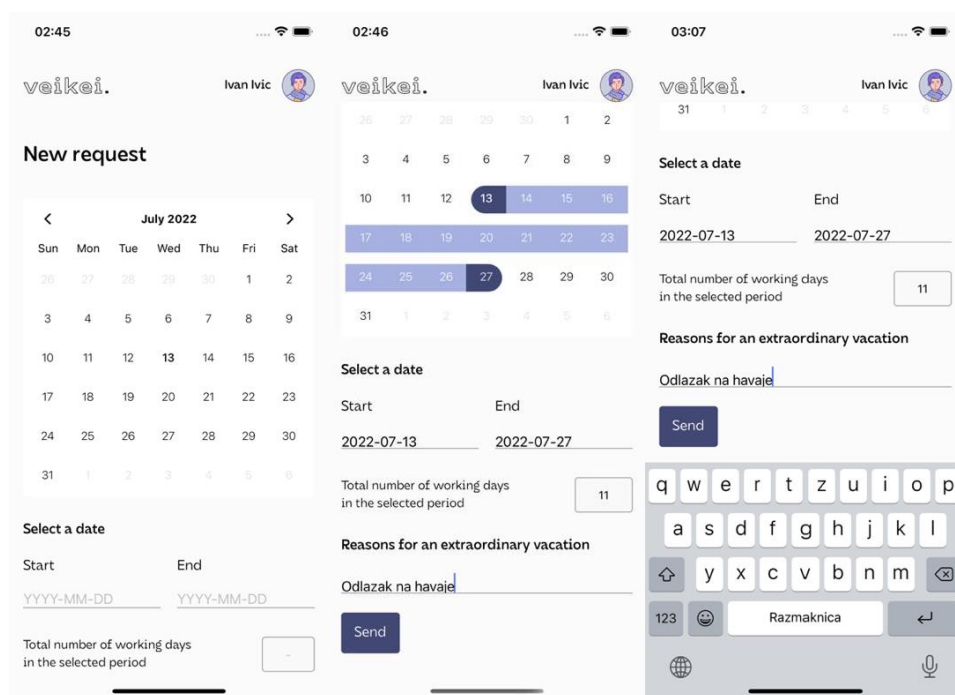 02:45
veikei.
Ivan Ivic
New request
July 2022
Sun Mon Tue Wed Thu Fri Sat
26 27 28 29 30 1 2
3 4 5 6 7 8 9
10 11 12 13 14 15 16
17 18 19 20 21 22 23
24 25 26 27 28 29 30
31 1 2 3 4 5 6
Select a date
Start End
YYYY-MM-DD YYYY-MM-DD
Total number of working days
in the selected period
-
02:46
veikei.
Ivan Ivic
26 27 28 29 30 1 2
3 4 5 6 7 8 9
10 11 12 13 14 15 16
17 18 19 20 21 22 23
24 25 26 27 28 29 30
31 1 2 3 4 5 6
Select a date
Start End
2022-07-13 2022-07-27
Total number of working days
in the selected period
11
Reasons for an extraordinary vacation
Odlazak na havaje
Send
03:07
veikei.
Ivan Ivic
31 1 2 3 4 5 6
Select a date
Start End
2022-07-13 2022-07-27
Total number of working days
in the selected period
11
Reasons for an extraordinary vacation
Odlazak na havaje
Send
q w e r t z u i o p
a s d f g h j k l
y x c v b n m
123 Razmaknica